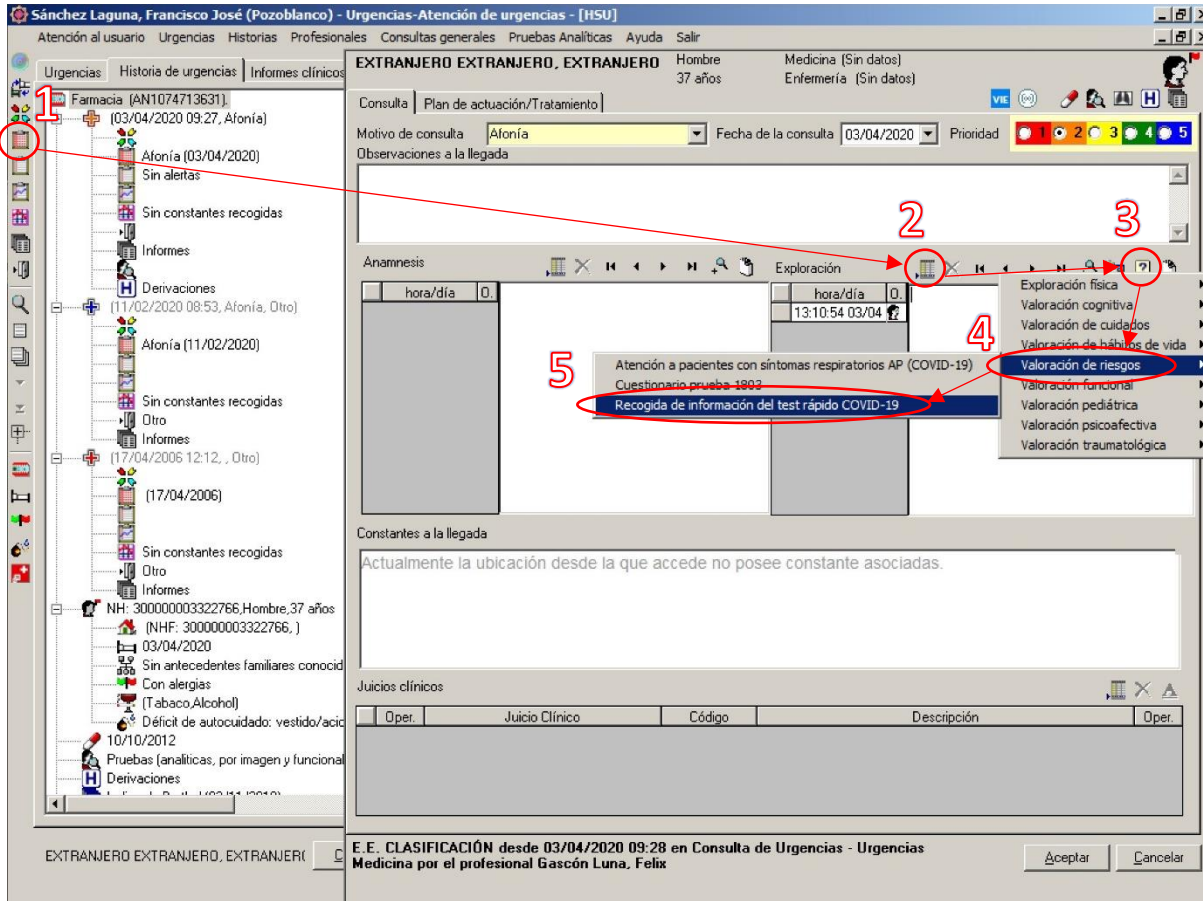 Sánchez Laguna, Francisco José (Pozoblanco) - Urgencias-Atención de urgencias - [HSU]
Atención al usuario Urgencias Historias Profesionales Consultas generales Pruebas Analíticas Ayuda Salir
Urgencias Historia de urgencias Informes clínicos
1
Farmacia (AN1074713631),
(03/04/2020 09:27, Afonía)
Afonía (03/04/2020)
Sin alertas
Sin constantes recogidas
Informes
Derivaciones
(11/02/2020 08:53, Afonía, Otro)
Afonía (11/02/2020)
Sin constantes recogidas
Otro
Informes
(17/04/2006 12:12, , Otro)
(17/04/2006)
Sin constantes recogidas
Otro
Informes
NH: 300000003322766,Hombre,37 años
(NHF: 300000003322766, )
03/04/2020
Sin antecedentes familiares conocid
Con alergias
(Tabaco,Alcohol)
Déficit de autocuidado: vestido/acic
10/10/2012
Pruebas (analíticas, por imagen y funcional
Derivaciones
EXTRANJERO EXTRANJERO, EXTRANJER(
EXTRANJERO EXTRANJERO, EXTRANJERO Hombre Medicina (Sin datos)
37 años Enfermería (Sin datos)
Consulta Plan de actuación/Tratamiento VIE H
Motivo de consulta Afonía Fecha de la consulta 03/04/2020 Prioridad 1 2 3 4 5
Observaciones a la llegada
2 3
Anamnesis Exploración
hora/día O. hora/día O.
13:10:54 03/04
Exploración física
Valoración cognitiva
Valoración de cuidados
Valoración de hábitos de vida
4 Valoración de riesgos
Valoración funcional
Valoración pediátrica
Valoración psicoafectiva
Valoración traumatológica
5
Atención a pacientes con síntomas respiratorios AP (COVID-19)
Cuestionario prueba 1803
Recogida de información del test rápido COVID-19
Constantes a la llegada
Actualmente la ubicación desde la que accede no posee constante asociadas.
Juicios clínicos
Oper. Juicio Clínico Código Descripción Oper.
E.E. CLASIFICACIÓN desde 03/04/2020 09:28 en Consulta de Urgencias - Urgencias
Medicina por el profesional Gascón Luna, Felix
Aceptar Cancelar